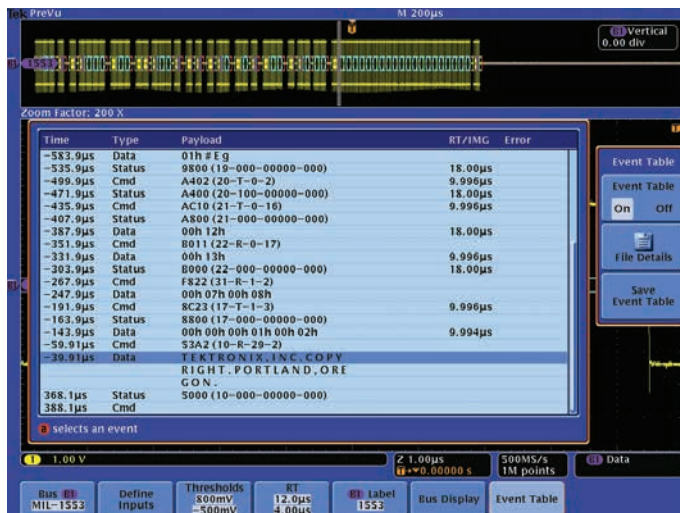 Tek PreVu M 200µs
B1 Vertical
0.00 div
B1 1553
Zoom Factor: 200 X
Time Type Payload RT/IMG Error
-583.9µs Data 01h # E g
-535.9µs Status 9800 (19-000-00000-000) 18.00µs
-499.9µs Cmd A402 (20-T-0-2) 9.996µs
-471.9µs Status A400 (20-100-00000-000) 18.00µs
-435.9µs Cmd AC10 (21-T-0-16) 9.996µs
-407.9µs Status A800 (21-000-00000-000)
-387.9µs Data 00h 12h 18.00µs
-351.9µs Cmd B011 (22-R-0-17)
-331.9µs Data 00h 13h 9.996µs
-303.9µs Status B000 (22-000-00000-000) 18.00µs
-267.9µs Cmd F822 (31-R-1-2)
-247.9µs Data 00h 07h 00h 08h
-191.9µs Cmd 8C23 (17-T-1-3) 9.996µs
-163.9µs Status 8800 (17-000-00000-000)
-143.9µs Data 00h 00h 00h 01h 00h 02h 9.994µs
-59.91µs Cmd 53A2 (10-R-29-2)
-39.91µs Data TEKTRONIX,INC.COPY
RIGHT.PORTLAND,ORE
GON.
368.1µs Status 5000 (10-000-00000-000)
388.1µs Cmd
a selects an event
Event Table
Event Table
On Off
File Details
Save
Event Table
1 1.00 V
Z 1.00µs
0.00000 s
500MS/s
1M points
B1 Data
Bus B1
MIL-1553
Define
Inputs
Thresholds
800mV
-500mV
RT
12.0µs
4.00µs
B1 Label
1553
Bus Display
Event Table